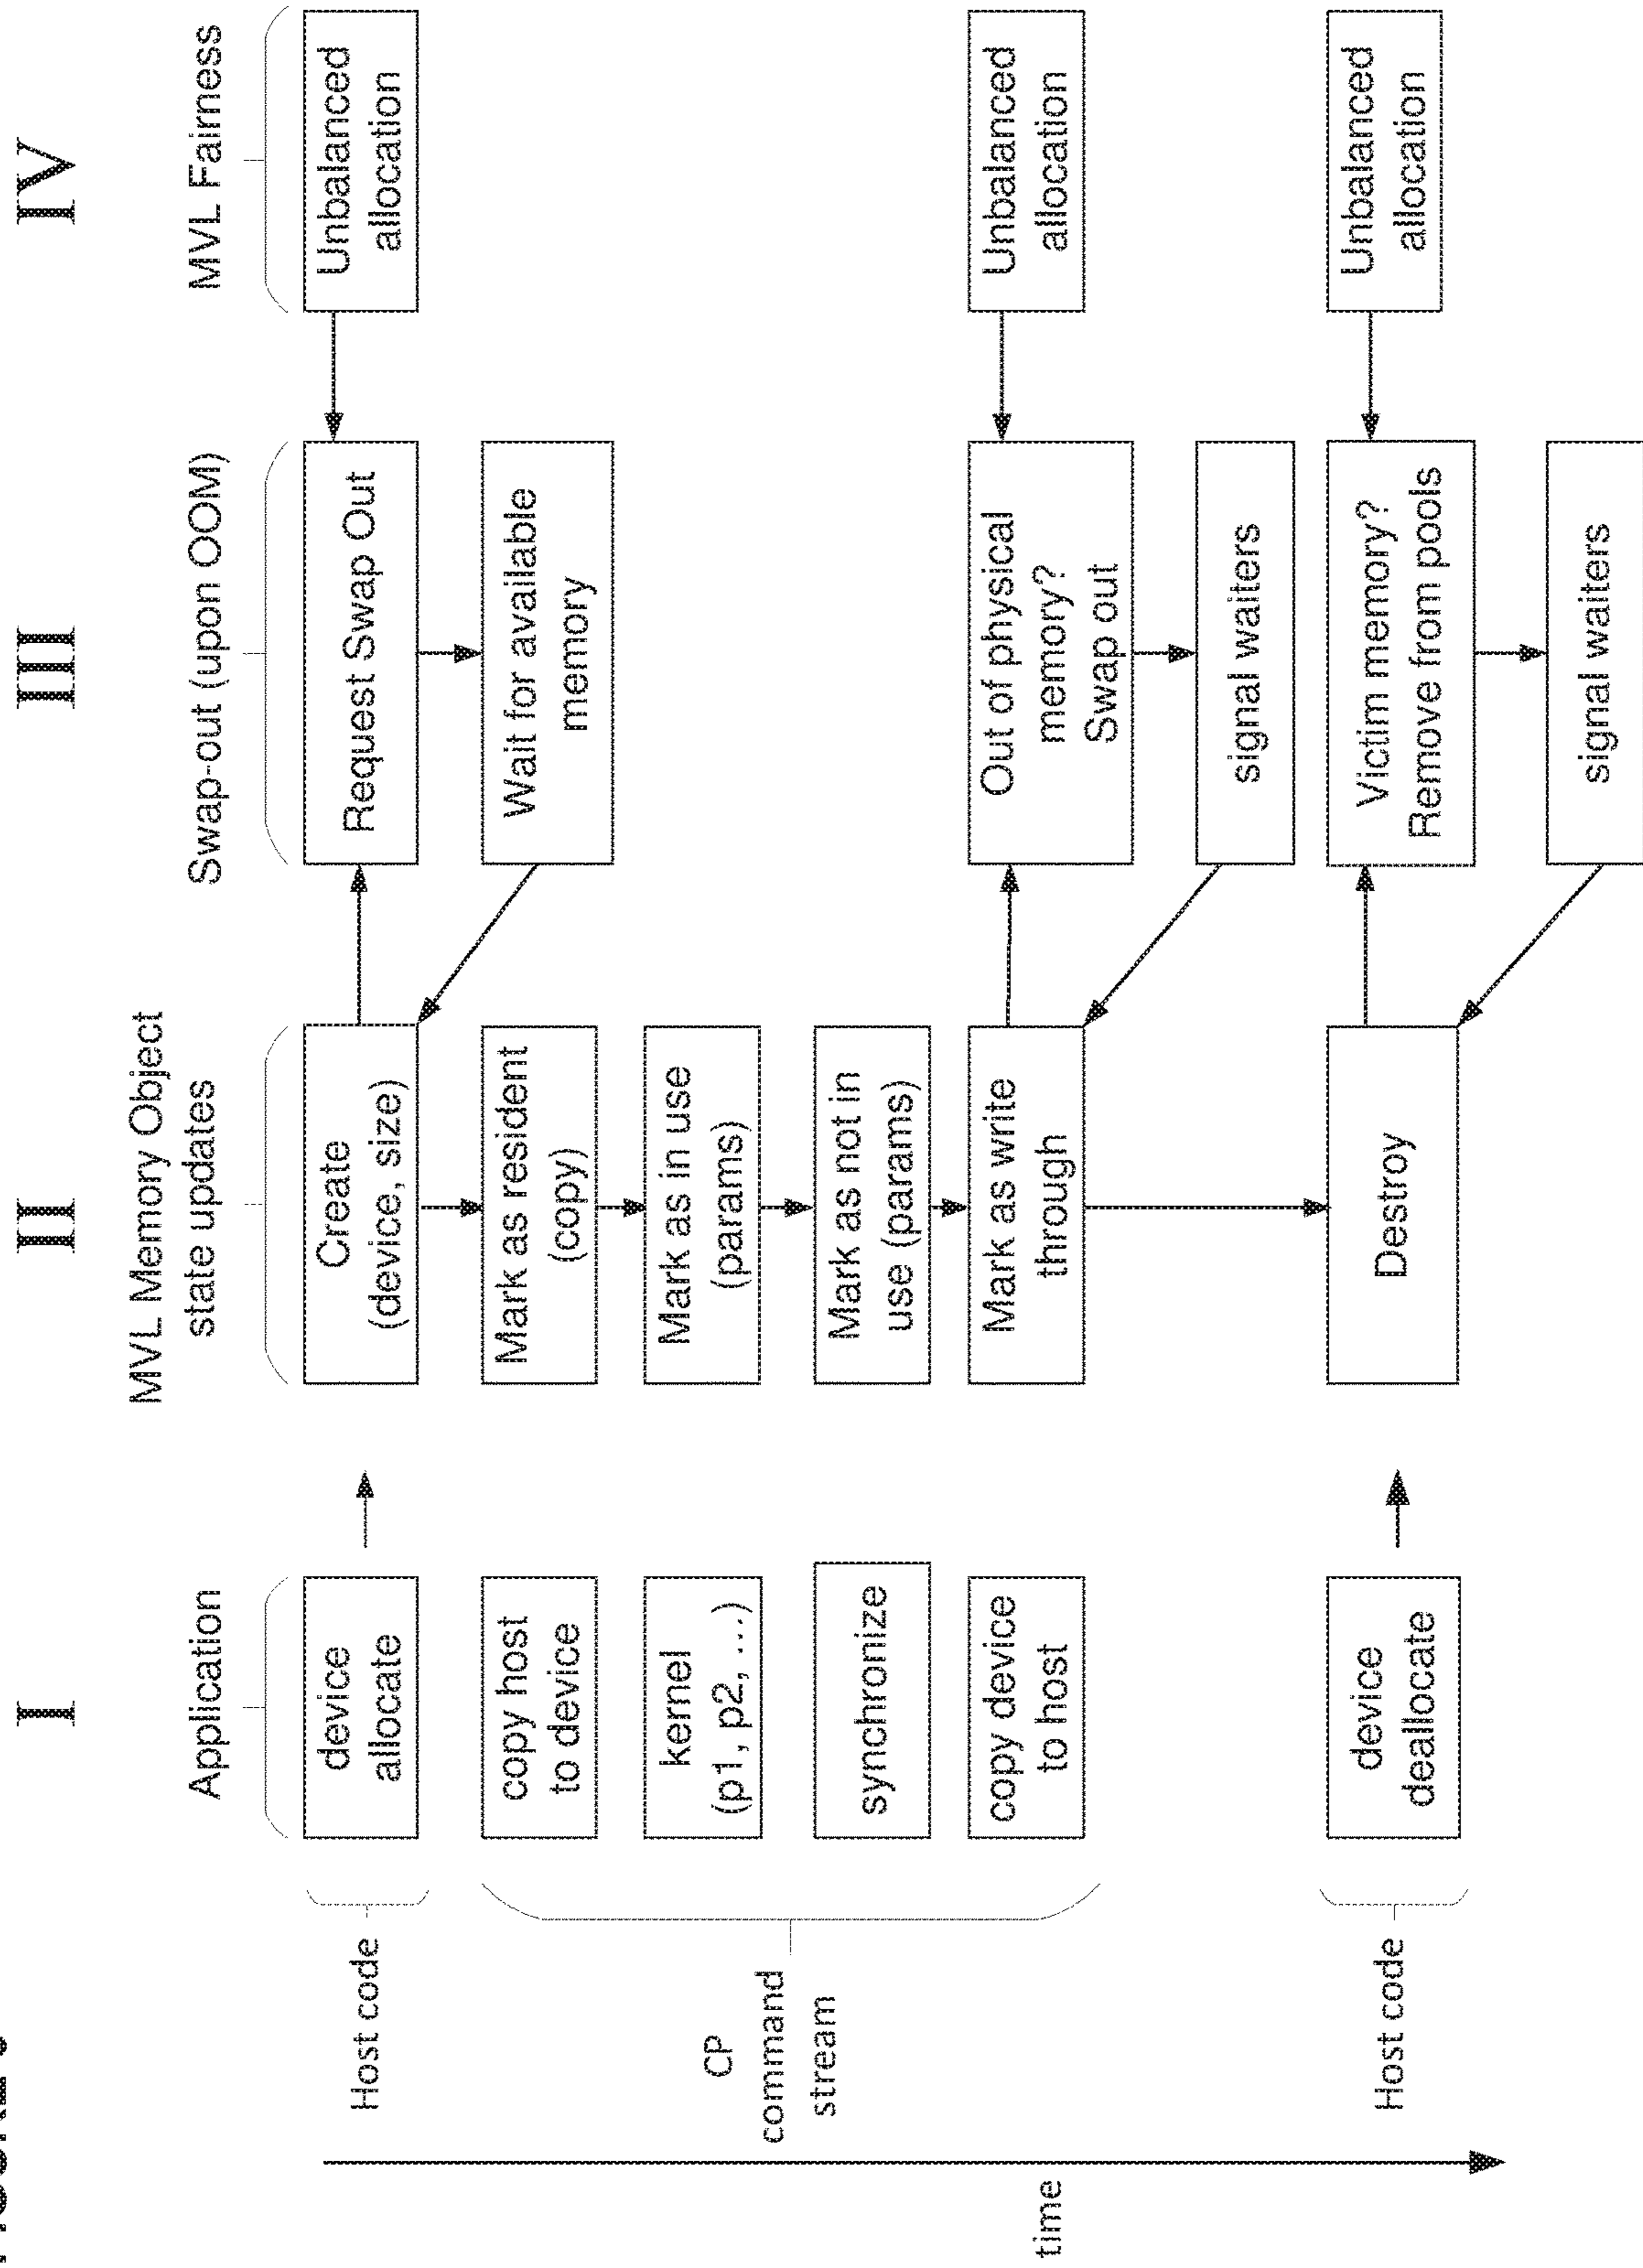 I
II
III
IV
Application
MVL Memory Object
state updates
Swap-out (upon OOM)
MVL Fairness
Host code
device
allocate
Create
(device, size)
Request Swap Out
Unbalanced
allocation
CP
command
stream
copy host
to device
Mark as resident
(copy)
Wait for available
memory
kernel
(p1, p2, ...)
Mark as in use
(params)
synchronize
Mark as not in
use (params)
copy device
to host
Mark as write
through
Out of physical
memory?
Swap out
Unbalanced
allocation
signal waiters
time
Host code
device
deallocate
Destroy
Victim memory?
Remove from pools
Unbalanced
allocation
signal waiters